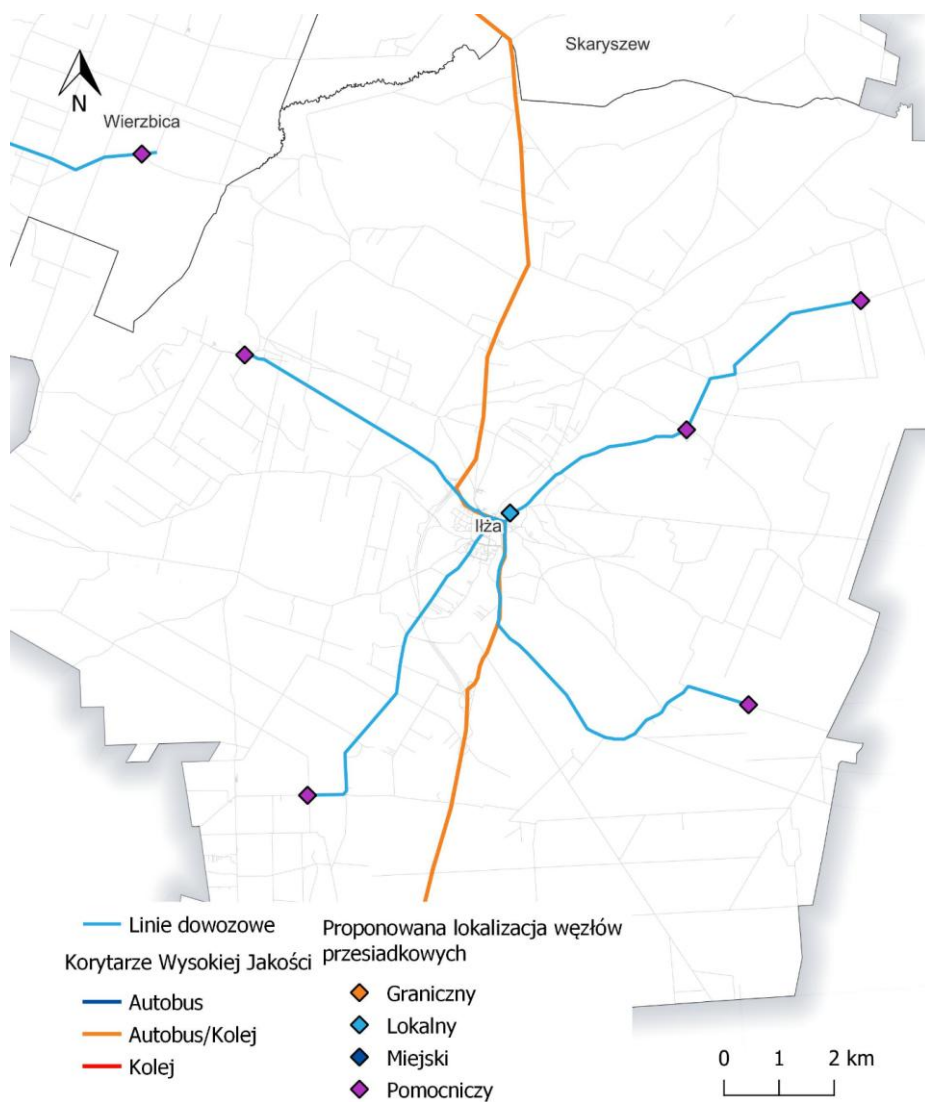 Skaryszew
N
Wierzbica
Iłża
Linie dowozowe
Korytarze Wysokiej Jakości
Autobus
Autobus/Kolej
Kolej
Proponowana lokalizacja węzłów
przesiadkowych
Graniczny
Lokalny
Miejski
Pomocniczy
0 1 2 km